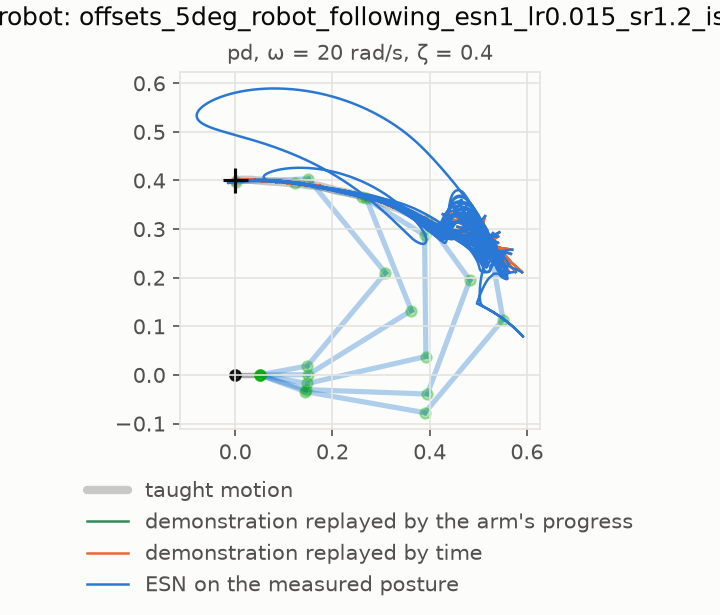 robot: offsets_5deg_robot_following_esn1_lr0.015_sr1.2_is
pd, ω = 20 rad/s, ζ = 0.4
0.6
0.5
0.4
0.3
0.2
0.1
0.0
−0.1
0.0 0.2 0.4 0.6
taught motion
demonstration replayed by the arm's progress
demonstration replayed by time
ESN on the measured posture